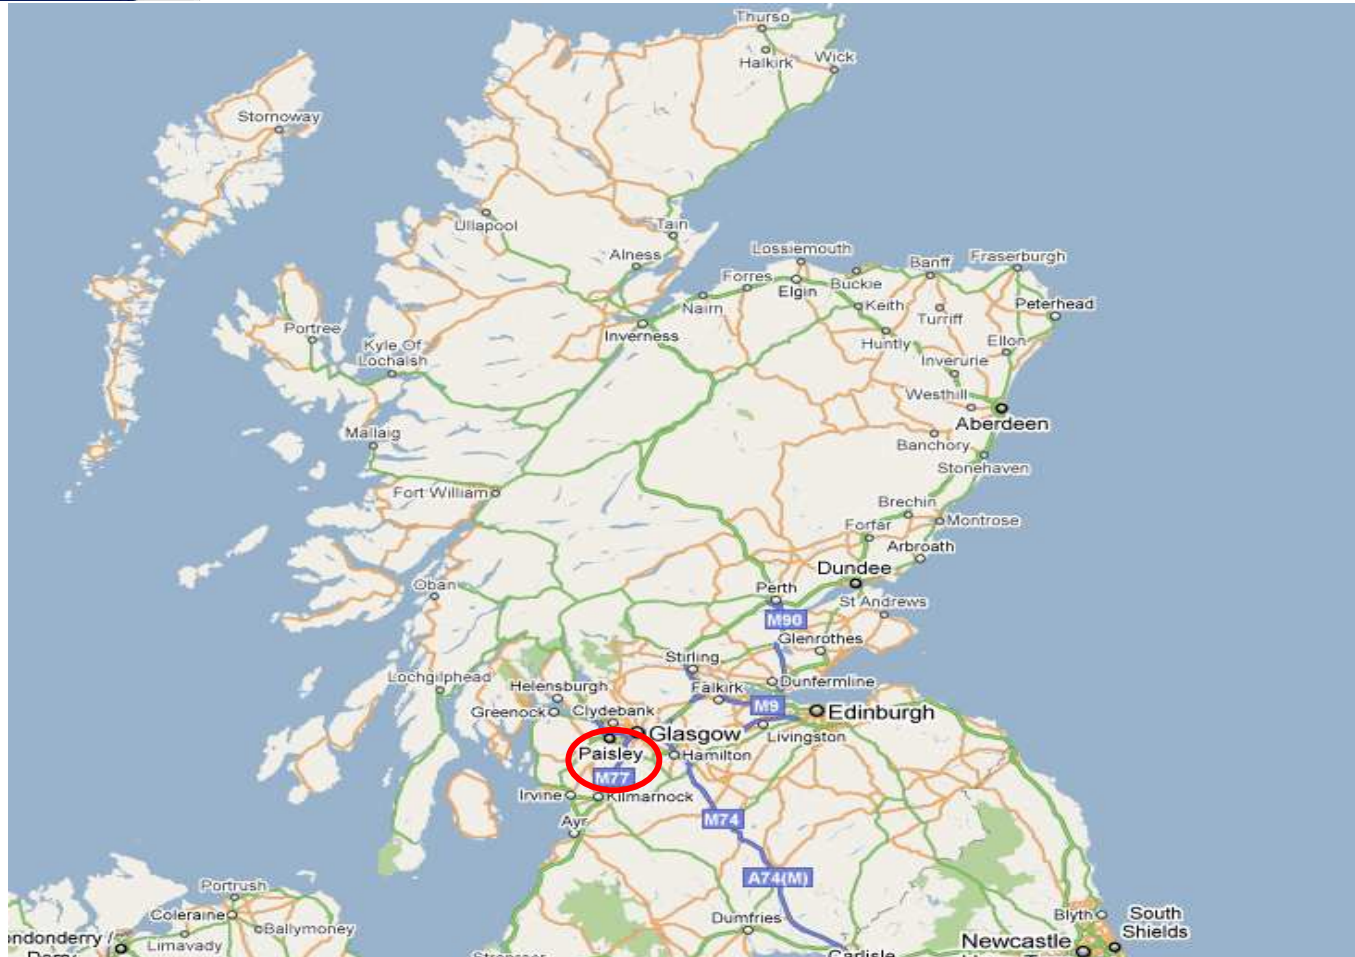 Thurso
Halkirk
Wick
Stornoway
Ullapool
Tain
Alness
Lossiemouth
Banff
Fraserburgh
Forres
Elgin
Buckie
Nairn
Keith
Turriff
Peterhead
Portree
Kyle Of
Lochalsh
Inverness
Huntly
Ellon
Inverurie
Westhill
Aberdeen
Mallaig
Banchory
Stonehaven
Fort William
Brechin
Montrose
Forfar
Arbroath
Dundee
Oban
Perth
St Andrews
M90
Glenrothes
Stirling
Lochgilphead
Helensburgh
Falkirk
Dunfermline
M9
Greenock
Clydebank
Edinburgh
Glasgow
Livingston
Paisley
Hamilton
M77
Irvine
Kilmarnock
Ayr
M74
A74(M)
Portrush
Coleraine
Ballymoney
Dumfries
Blyth
South
Shields
ondonderry /
Limavady
Newcastle
Carlisle